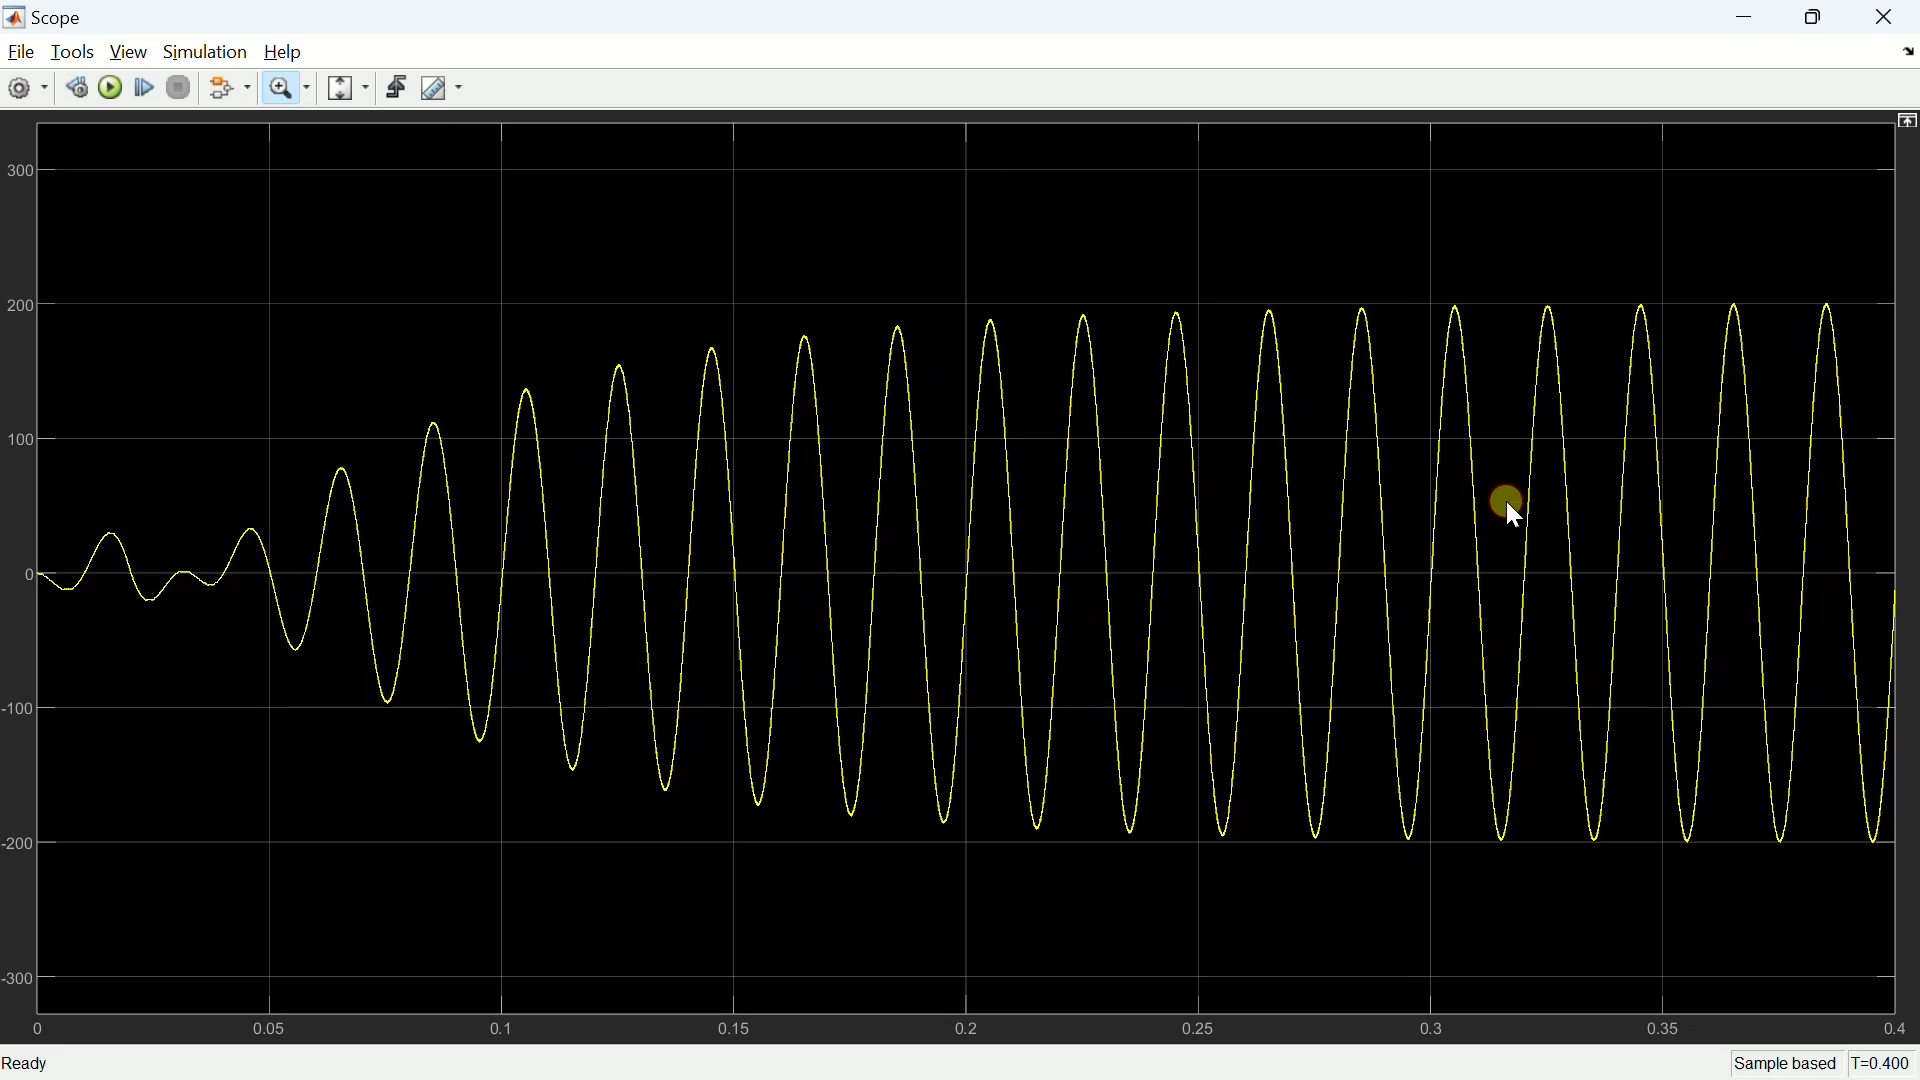 Scope
File Tools View Simulation Help
300
200
100
0
-100
-200
-300
0 0.05 0.1 0.15 0.2 0.25 0.3 0.35 0.4
Ready Sample based T=0.400